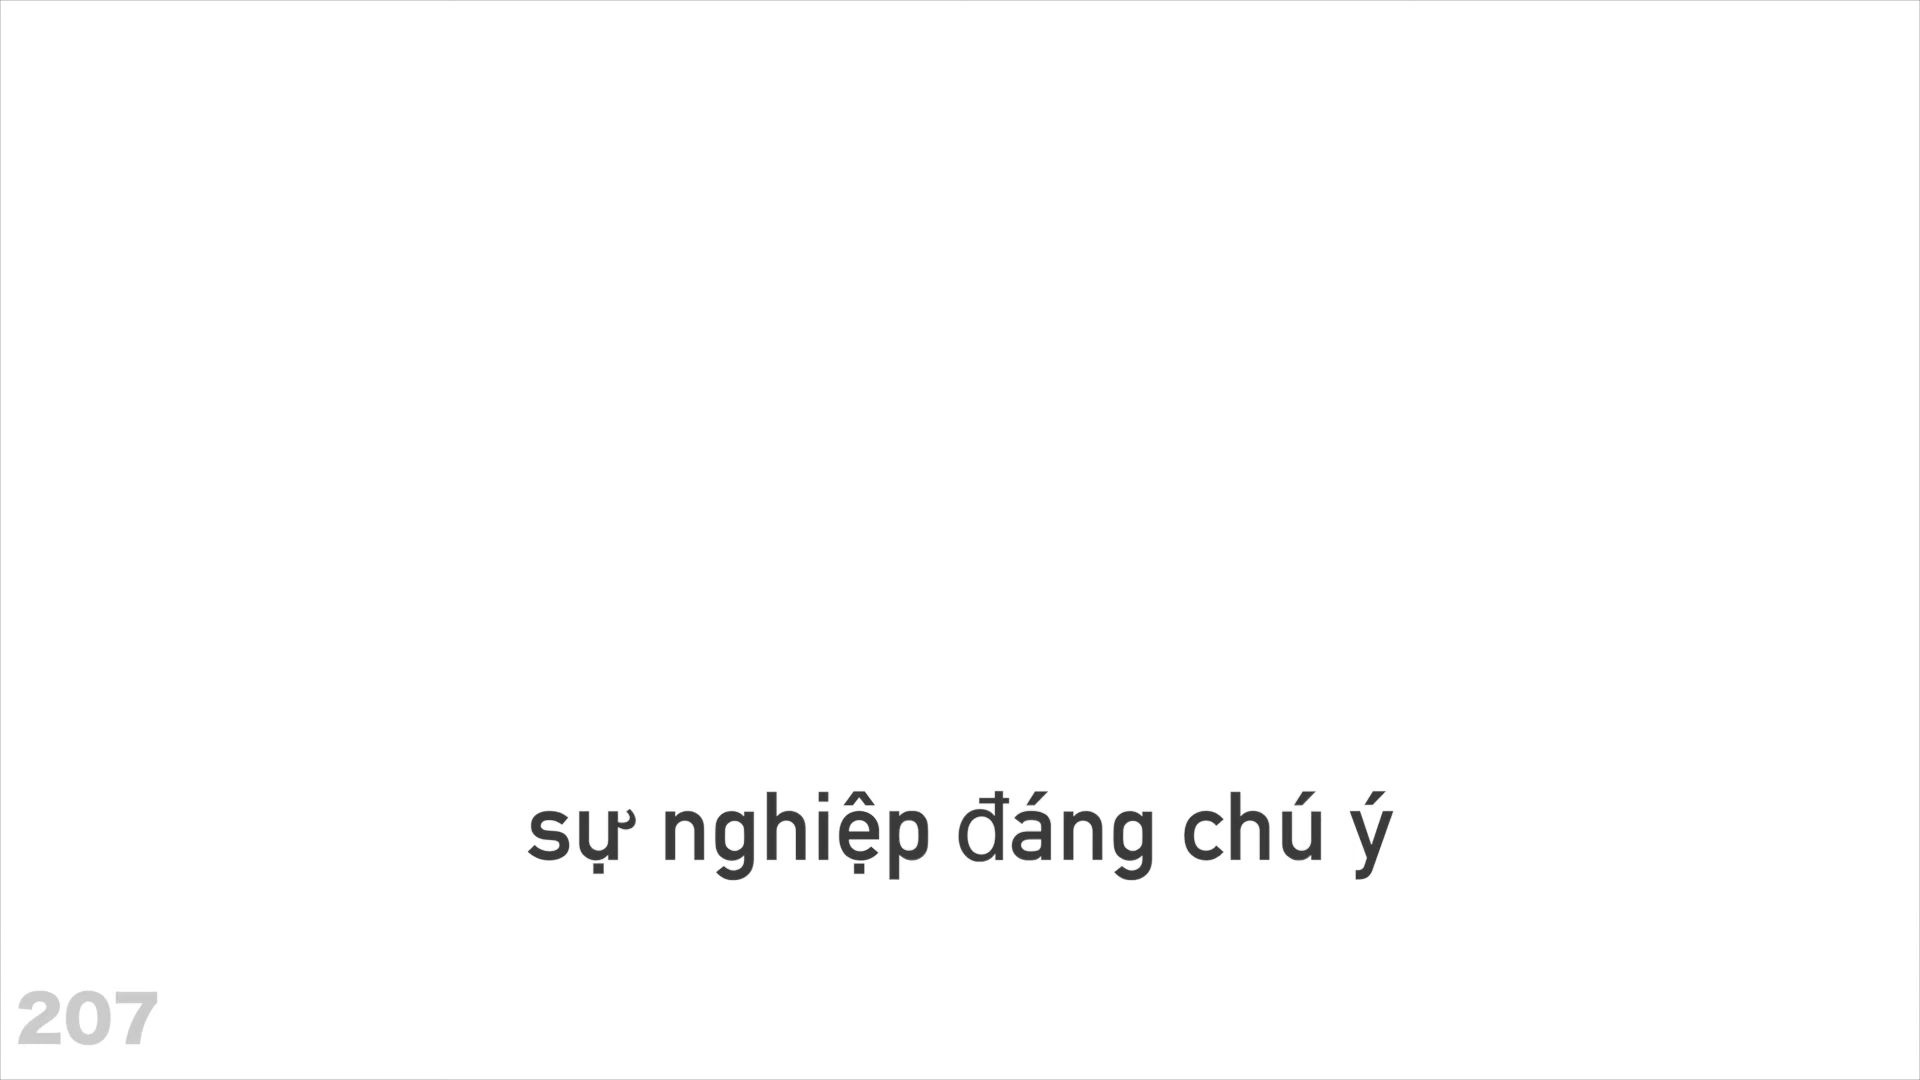 sự nghiệp đáng chú ý
207